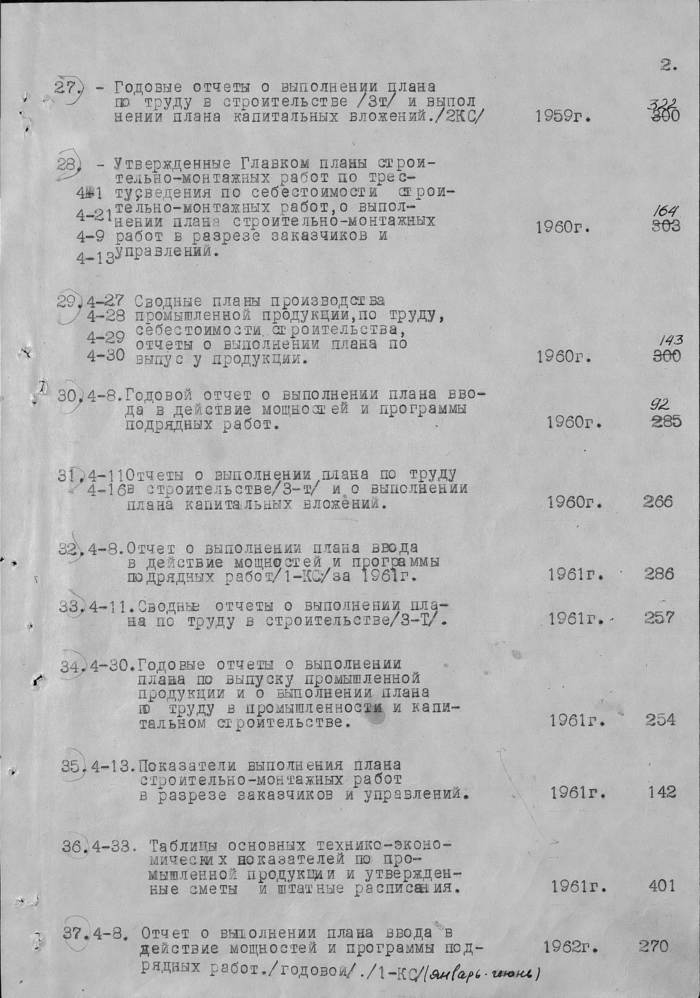 2.
27. - Годовые отчеты о выполнении плана
по труду в строительстве /3т/ и выпол
нении плана капитальных вложений./2КС/ 1959г. 322 300
28. - Утвержденные Главком планы строи-
тельно-монтажных работ по трес-
4-1 ту, сведения по себестоимости строи-
4-21 тельно-монтажных работ, о выпол-
нении плана строительно-монтажных 164
4-9 работ в разрезе заказчиков и 1960г. 303
4-13 управлений.
29. 4-27 Сводные планы производства
4-28 промышленной продукции, по труду,
4-29 себестоимости строительства,
отчеты о выполнении плана по 143
4-30 выпус у продукции. 1960г. 300
30. 4-8. Годовой отчет о выполнении плана вво-
да в действие мощностей и программы 92
подрядных работ. 1960г. 285
31. 4-11 Отчеты о выполнении плана по труду
4-16 в строительстве/3-т/ и о выполнении
плана капитальных вложений. 1960г. 266
32. 4-8. Отчет о выполнении плана ввода
в действие мощностей и программы
подрядных работ/1-КС/за 1961г. 1961г. 286
33. 4-11. Сводные отчеты о выполнении пла-
на по труду в строительстве/3-Т/. 1961г. 257
34. 4-30. Годовые отчеты о выполнении
плана по выпуску промышленной
продукции и о выполнении плана
по труду в промышленности и капи-
тальном строительстве. 1961г. 254
35. 4-13. Показатели выполнения плана
строительно-монтажных работ
в разрезе заказчиков и управлений. 1961г. 142
36. 4-33. Таблицы основных технико-эконо-
мических показателей по про-
мышленной продукции и утвержден-
ные сметы и штатные расписания. 1961г. 401
37. 4-8. Отчет о выполнении плана ввода в
действие мощностей и программы под- 1962г. 270
рядных работ./годовой/./1-КС/(январь-июнь)